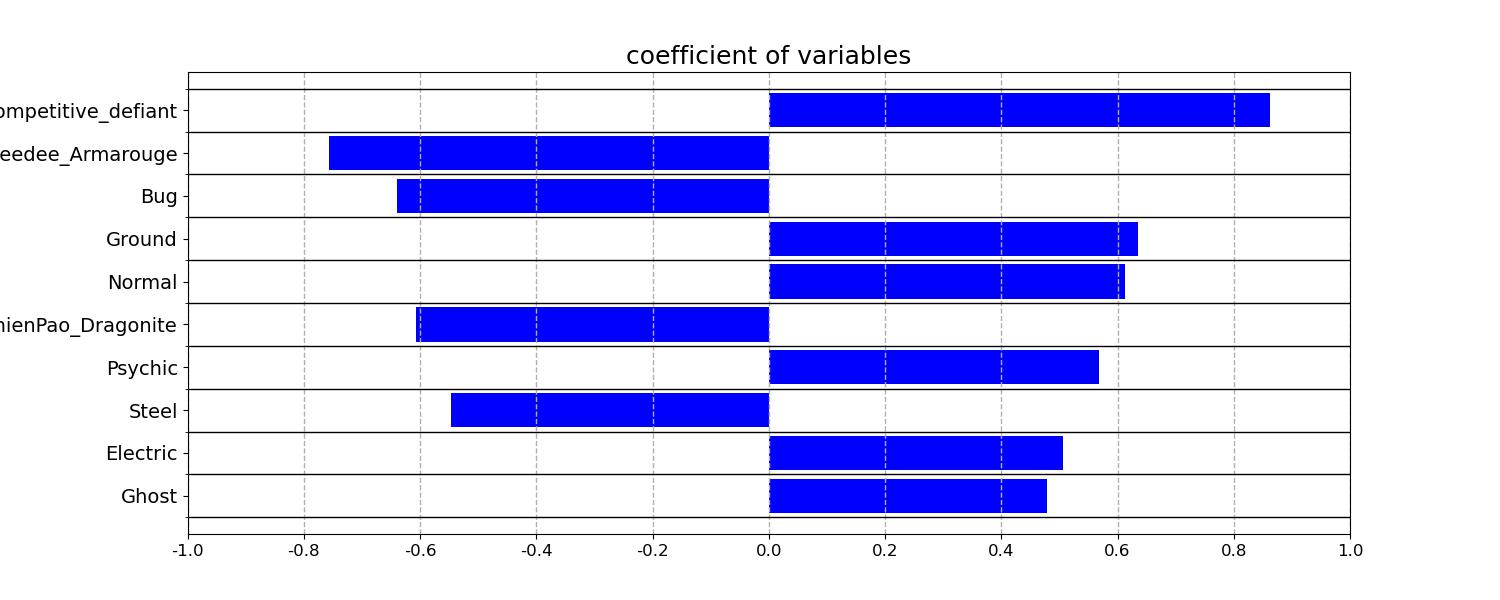 coefficient of variables
ompetitive_defiant
eedee_Armarouge
Bug
Ground
Normal
nienPao_Dragonite
Psychic
Steel
Electric
Ghost
-1.0 -0.8 -0.6 -0.4 -0.2 0.0 0.2 0.4 0.6 0.8 1.0